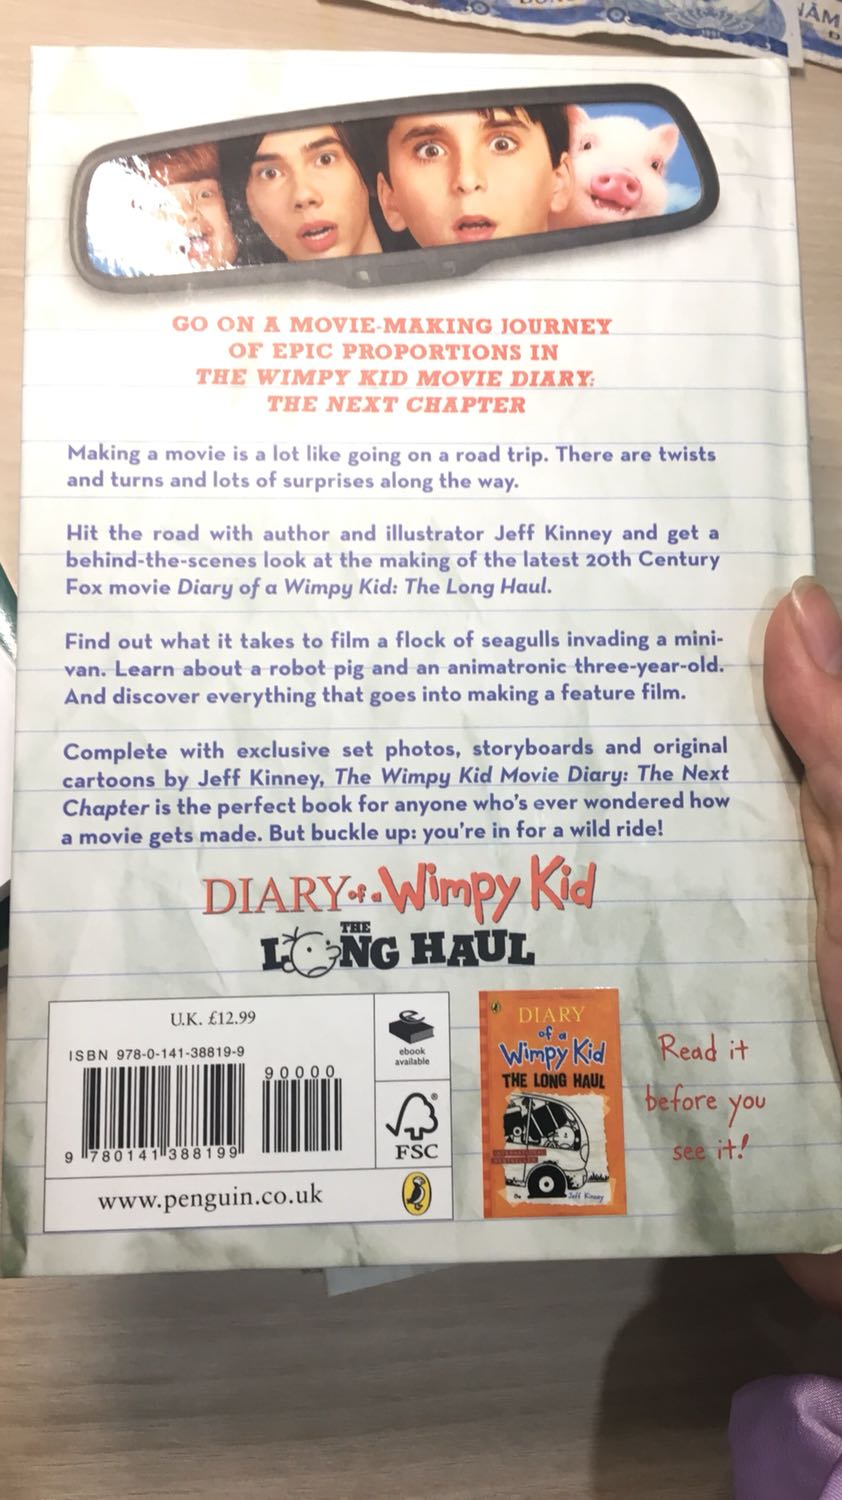 GO ON A MOVIE-MAKING JOURNEY
OF EPIC PROPORTIONS IN
THE WIMPY KID MOVIE DIARY:
THE NEXT CHAPTER
Making a movie is a lot like going on a road trip. There are twists
and turns and lots of surprises along the way.
Hit the road with author and illustrator Jeff Kinney and get a
behind-the-scenes look at the making of the latest 20th Century
Fox movie Diary of a Wimpy Kid: The Long Haul.
Find out what it takes to film a flock of seagulls invading a mini-
van. Learn about a robot pig and an animatronic three-year-old.
And discover everything that goes into making a feature film.
Complete with exclusive set photos, storyboards and original
cartoons by Jeff Kinney, The Wimpy Kid Movie Diary: The Next
Chapter is the perfect book for anyone who's ever wondered how
a movie gets made. But buckle up: you're in for a wild ride!
DIARY of a Wimpy Kid
THE
LONG HAUL
U.K. £12.99
ISBN 978-0-141-38819-9
90000
9 780141 388199
ebook
available
FSC
www.penguin.co.uk
DIARY
of a
Wimpy Kid
THE LONG HAUL
INTERNATIONAL
BESTSELLER
Jeff Kinney
Read it
before you
see it!